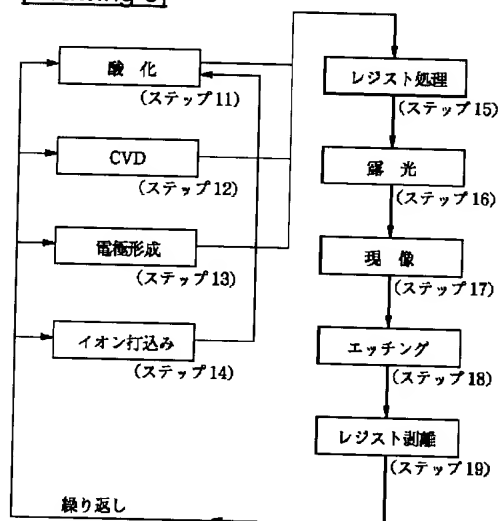 酸 化
(ステップ11)
CVD
(ステップ12)
電極形成
(ステップ13)
イオン打込み
(ステップ14)
レジスト処理
(ステップ15)
露 光
(ステップ16)
現 像
(ステップ17)
エッチング
(ステップ18)
レジスト剥離
(ステップ19)
繰り返し